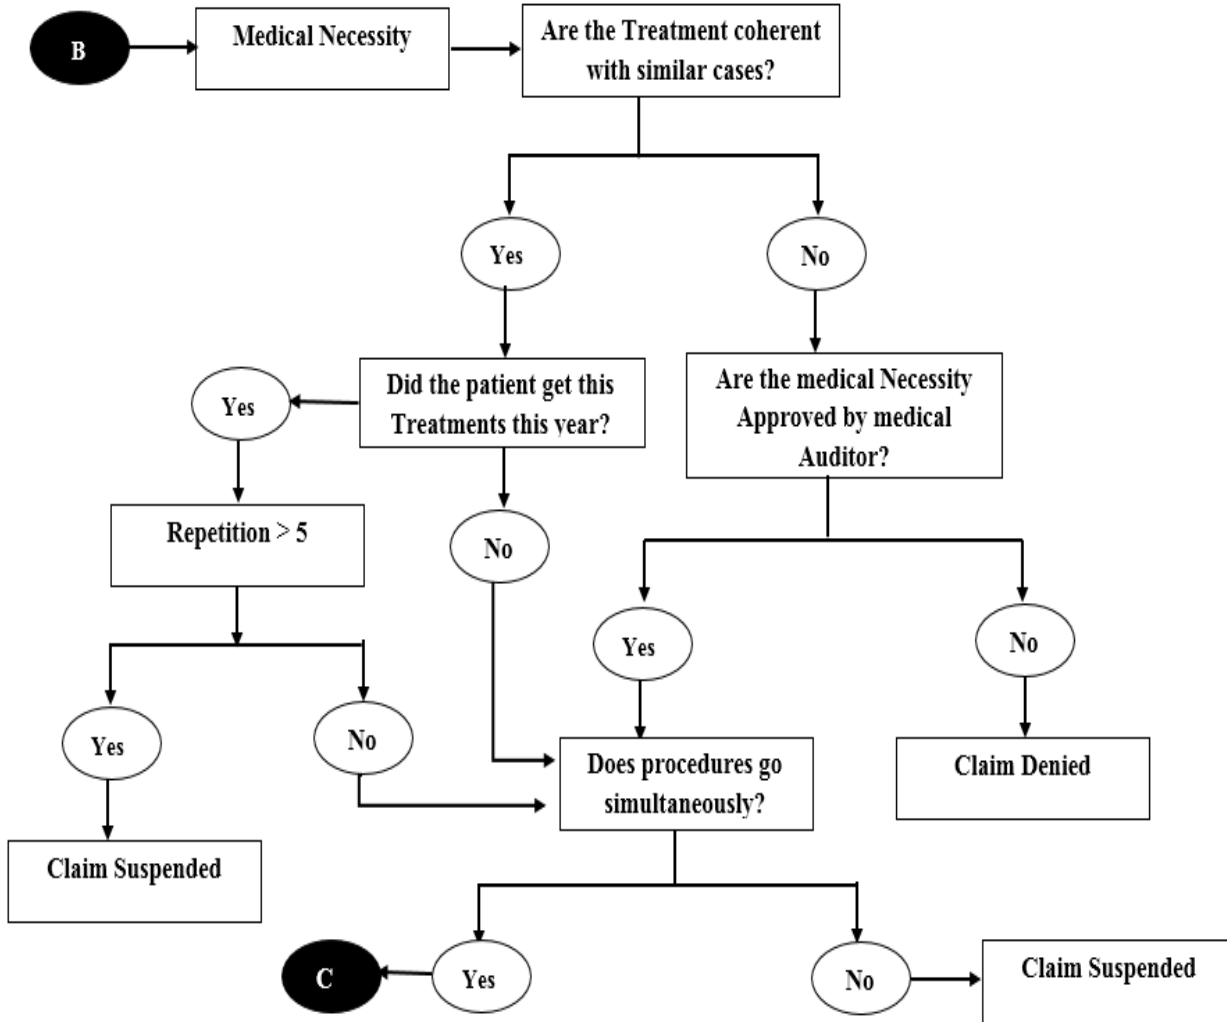 B
Medical Necessity
Are the Treatment coherent
with similar cases?
Yes
No
Did the patient get this
Treatments this year?
Are the medical Necessity
Approved by medical
Auditor?
Yes
Repetition > 5
No
Yes
No
Yes
No
Does procedures go
simultaneously?
Claim Denied
Claim Suspended
C
Yes
No
Claim Suspended